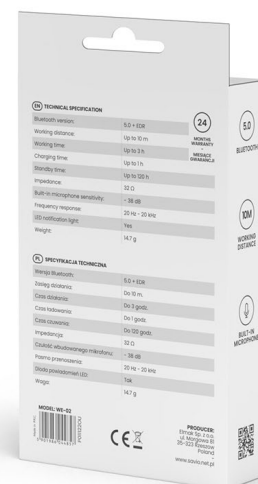 EN TECHNICAL SPECIFICATION
Bluetooth version: 5.0 + EDR
Working distance: Up to 10 m
Working time: Up to 3 h
Charging time: Up to 1 h
Standby time: Up to 120 h
Impedance: 32 Ω
Built-in microphone sensitivity: - 38 dB
Frequency response: 20 Hz - 20 kHz
LED notification light: Yes
Weight: 14,7 g
24
MONTHS
WARRANTY
MIESIĄCE
GWARANCJI
PL SPECYFIKACJA TECHNICZNA
Wersja Bluetooth: 5.0 + EDR
Zasięg działania: Do 10 m.
Czas działania: Do 3 godz.
Czas ładowania: Do 1 godz.
Czas czuwania: Do 120 godz.
Impedancja: 32 Ω
Czułość wbudowanego mikrofonu: - 38 dB
Pasmo przenoszenia: 20 Hz - 20 kHz
Dioda powiadomień LED: Tak
Waga: 14,7 g
MODEL: WE-02
CE
PRODUCER:
Elmak Sp. z o.o.
ul. Morgowa 81
35-323 Rzeszów
Poland
www.savio.net.pl
5.0
BLUETOOTH
10M
WORKING
DISTANCE
BUILT-IN
MICROPHONE